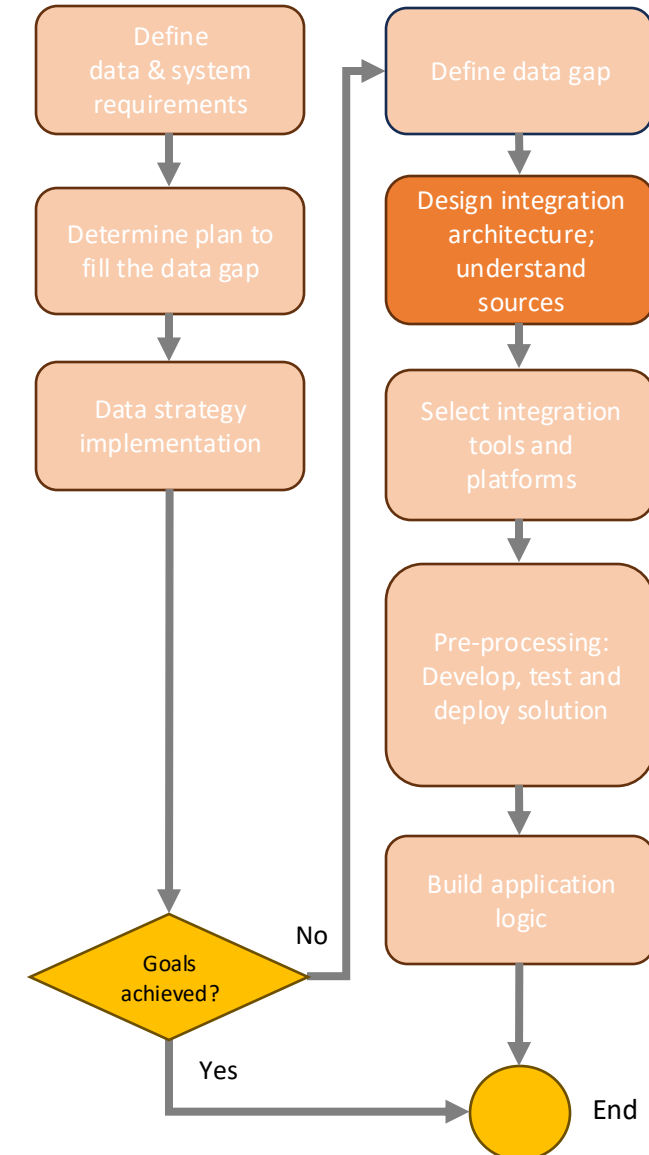 Define
data & system
requirements
Determine plan to
fill the data gap
Data strategy
implementation
Goals
achieved?
No
Yes
Define data gap
Design integration
architecture;
understand
sources
Select integration
tools and
platforms
Pre-processing:
Develop, test and
deploy solution
Build application
logic
End